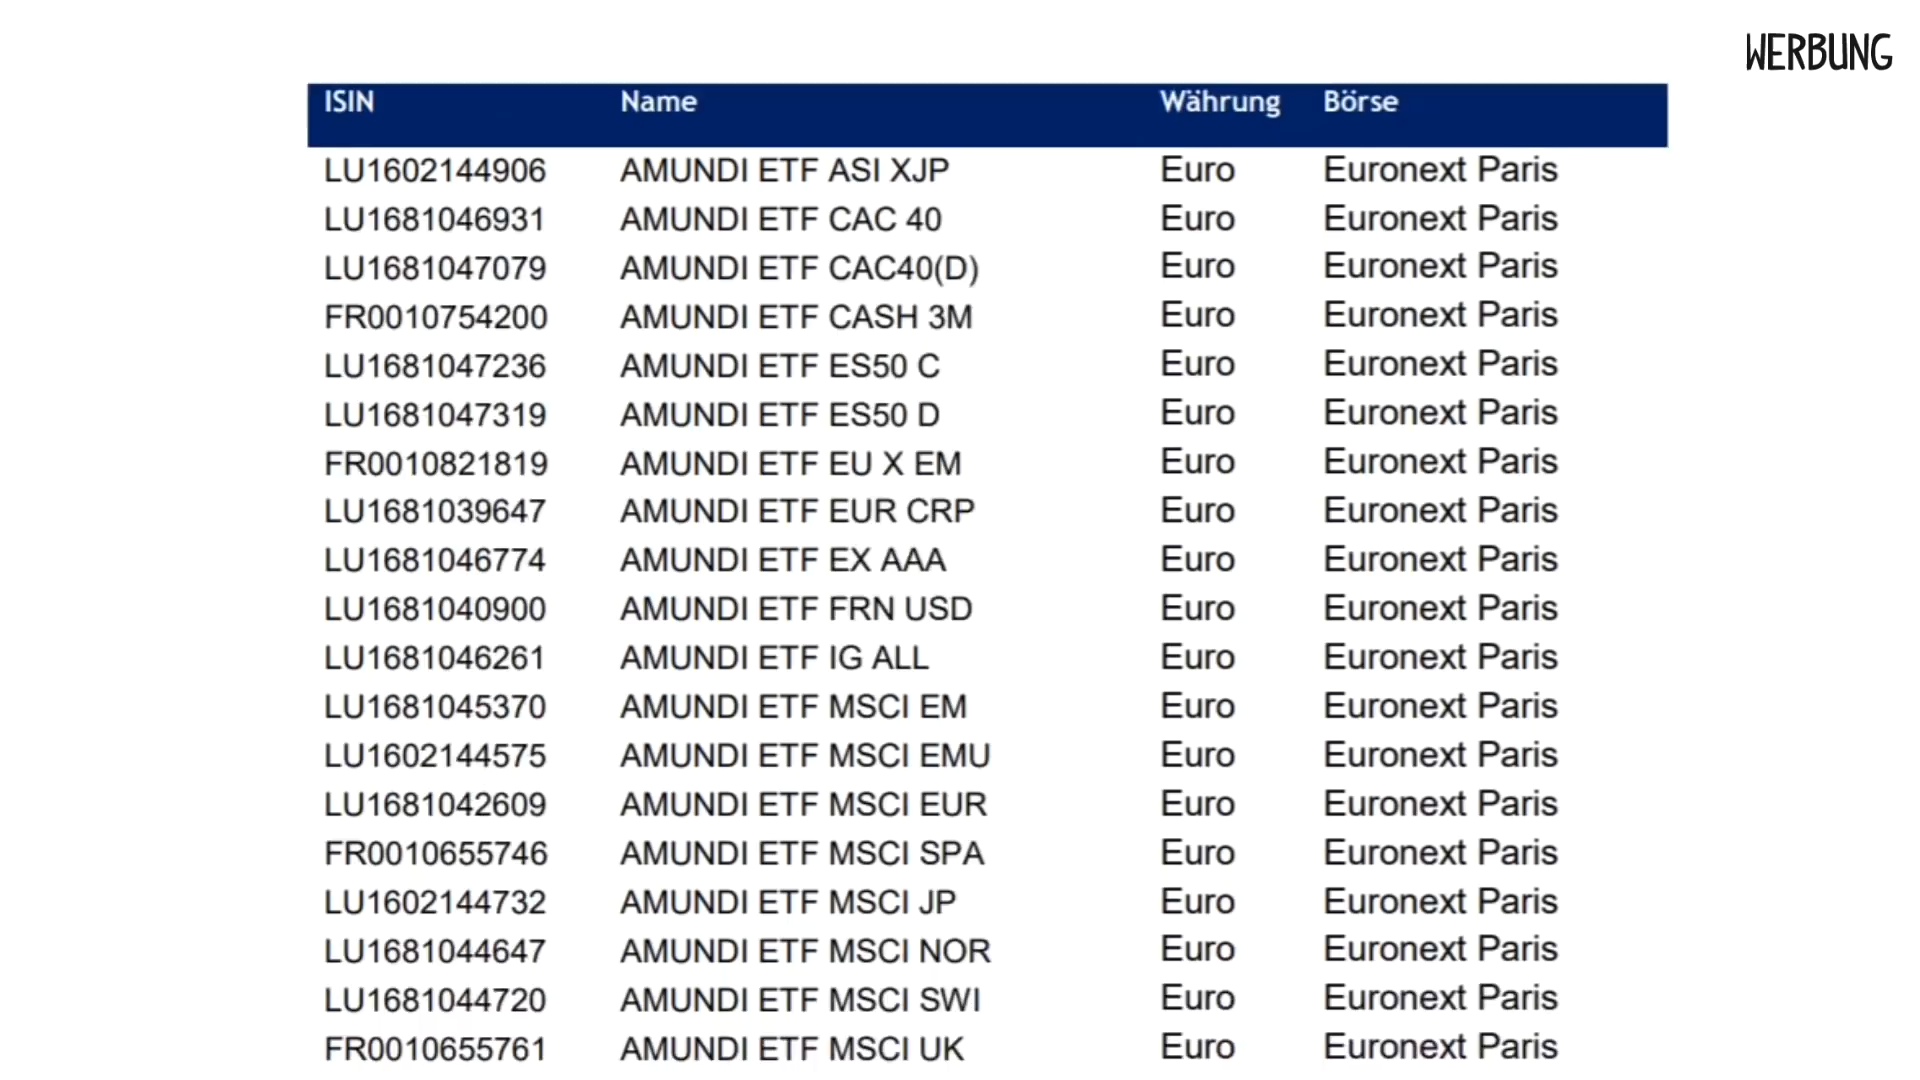 WERBUNG
ISIN Name Währung Börse
LU1602144906 AMUNDI ETF ASI XJP Euro Euronext Paris
LU1681046931 AMUNDI ETF CAC 40 Euro Euronext Paris
LU1681047079 AMUNDI ETF CAC40(D) Euro Euronext Paris
FR0010754200 AMUNDI ETF CASH 3M Euro Euronext Paris
LU1681047236 AMUNDI ETF ES50 C Euro Euronext Paris
LU1681047319 AMUNDI ETF ES50 D Euro Euronext Paris
FR0010821819 AMUNDI ETF EU X EM Euro Euronext Paris
LU1681039647 AMUNDI ETF EUR CRP Euro Euronext Paris
LU1681046774 AMUNDI ETF EX AAA Euro Euronext Paris
LU1681040900 AMUNDI ETF FRN USD Euro Euronext Paris
LU1681046261 AMUNDI ETF IG ALL Euro Euronext Paris
LU1681045370 AMUNDI ETF MSCI EM Euro Euronext Paris
LU1602144575 AMUNDI ETF MSCI EMU Euro Euronext Paris
LU1681042609 AMUNDI ETF MSCI EUR Euro Euronext Paris
FR0010655746 AMUNDI ETF MSCI SPA Euro Euronext Paris
LU1602144732 AMUNDI ETF MSCI JP Euro Euronext Paris
LU1681044647 AMUNDI ETF MSCI NOR Euro Euronext Paris
LU1681044720 AMUNDI ETF MSCI SWI Euro Euronext Paris
FR0010655761 AMUNDI ETF MSCI UK Euro Euronext Paris